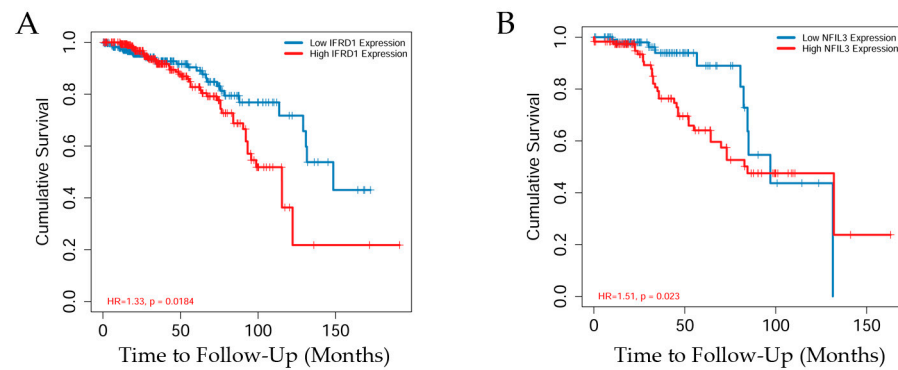 A
Cumulative Survival
1.0
0.8
0.6
0.4
0.2
0.0
Low IFRD1 Expression
High IFRD1 Expression
HR=1.33, p = 0.0184
0 50 100 150
Time to Follow-Up (Months)
B
Cumulative Survival
1.0
0.8
0.6
0.4
0.2
0.0
Low NFIL3 Expression
High NFIL3 Expression
HR=1.51, p = 0.023
0 50 100 150
Time to Follow-Up (Months)